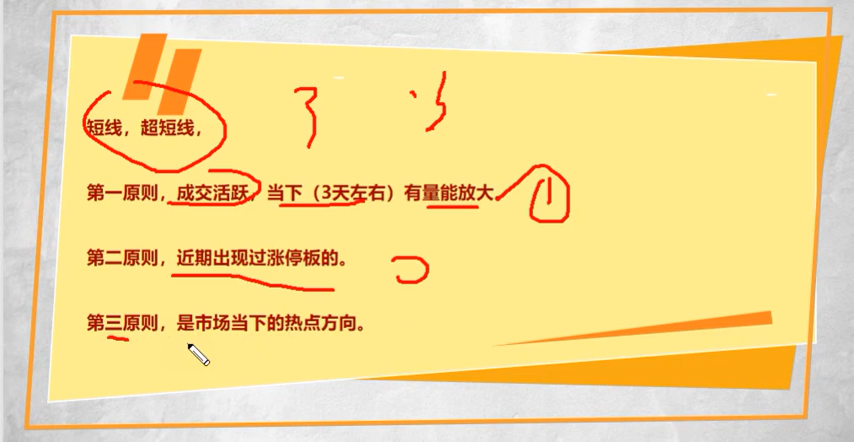 短线，超短线，
第一原则，成交活跃，当下（3天左右）有量能放大。
第二原则，近期出现过涨停板的。
第三原则，是市场当下的热点方向。